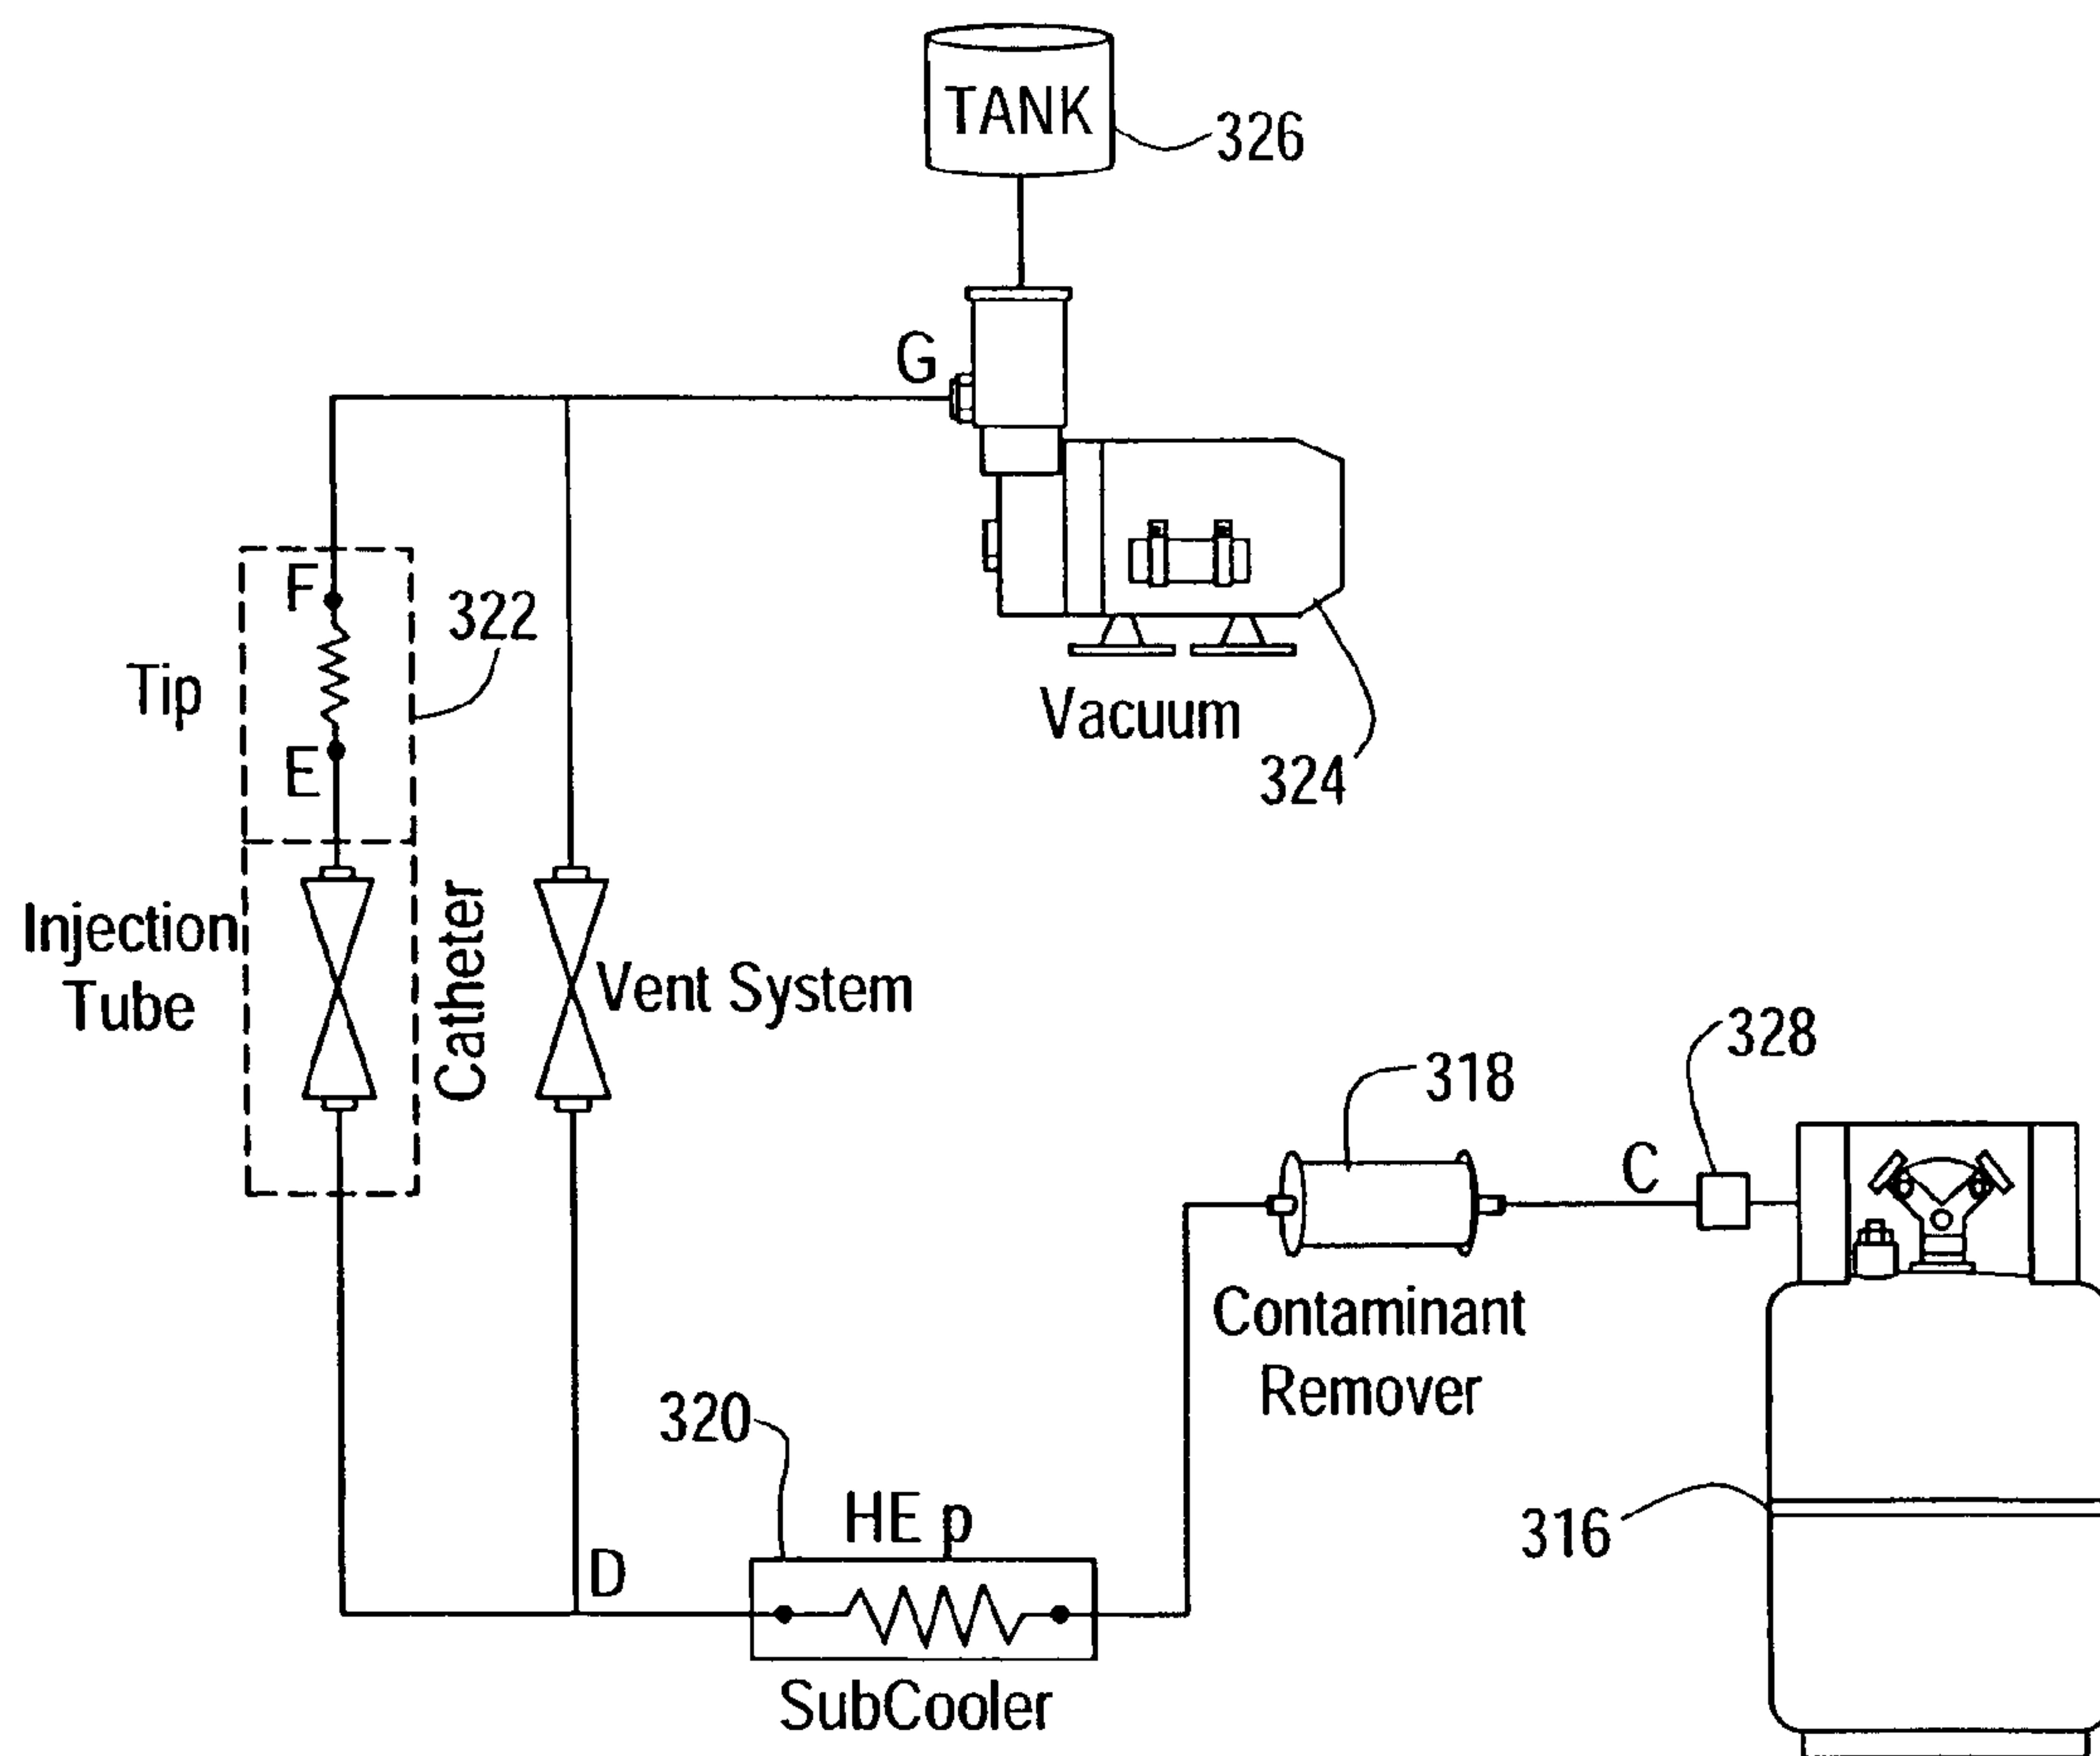 TANK
326
G
F
322
Tip
E
Vacuum
324
Injection
Tube
Catheter
Vent System
328
318
C
Contaminant
Remover
320
HE p
316
D
SubCooler